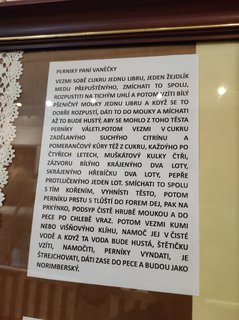 PERNIKY PANÍ VANĚČKY
VEZMI SOBĚ CUKRU JEDNU LIBRU, JEDEN ŽEJDLÍK
MEDU PŘEPUŠTĚNÝHO, ZMÍCHATI TO SPOLU,
ROZPUSTITI NA TICHÝM UHLÍ A POTOM VZÍTI BÍLÝ
PŠENIČNÝ MOUKY JEDNU LIBRU A KDYŽ SE TO
DOBŘE ROZPUSTÍ, DÁTI TO DO MOUKY A MÍCHATI
AŽ TO BUDE HUSTÝ, ABY SE MOHLO Z TOHO TĚSTA
PERNÍKY VÁLETI.POTOM VEZMI V CUKRU
ZADĚLANÝHO SUCHÝHO CITRÍNU A
POMERANČOVÝ KŮRY TÉŽ Z CUKRU, KAŽDÝHO PO
ČTYŘECH LETECH, MUŠKÁTOVÝ KULKY ČTŘI,
ZÁZVORU BÍLÝHO KRÁJENÝHO DVA LOTY,
SKRÁJENÝHO HŘEBÍČKU DVA LOTY, PEPŘE
PROTLUČENÝHO JEDEN LOT. SMÍCHATI TO SPOLU
S TÍM KOŘENÍM, VYHNÍSTI TĚSTO, POTOM
PERNÍKU PRSTU S TLÚŠTÍ DO FOREM DEJ, PAK NA
PRKÝNKO, PODSYP ČISTĚ HRUBĚ MOUKOU A DO
PECE PO CHLEBĚ VRAZ. POTOM VEZMI KUMI
NEBO VIŠŇOVÝHO KLÍHU, NAMOČ JEJ V ČISTÉ
VODĚ A KDYŽ TA VODA BUDE HUSTÁ, ŠTĚTIČKU
VZÍTI, NAMOČITI, PERNÍKY VYNDATI, JE
ŠTREJCHOVATI, DÁTI ZASE DO PECE A BUDOU JAKO
NORIMBERSKÝ.